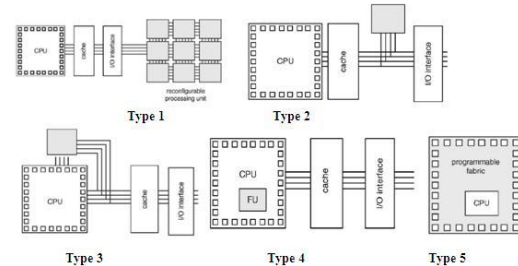 CPU
cache
I/O interface
reconfigurable
processing unit
Type 1
CPU
cache
I/O interface
Type 2
CPU
cache
I/O interface
Type 3
CPU
FU
cache
I/O interface
Type 4
programmable
fabric
CPU
Type 5